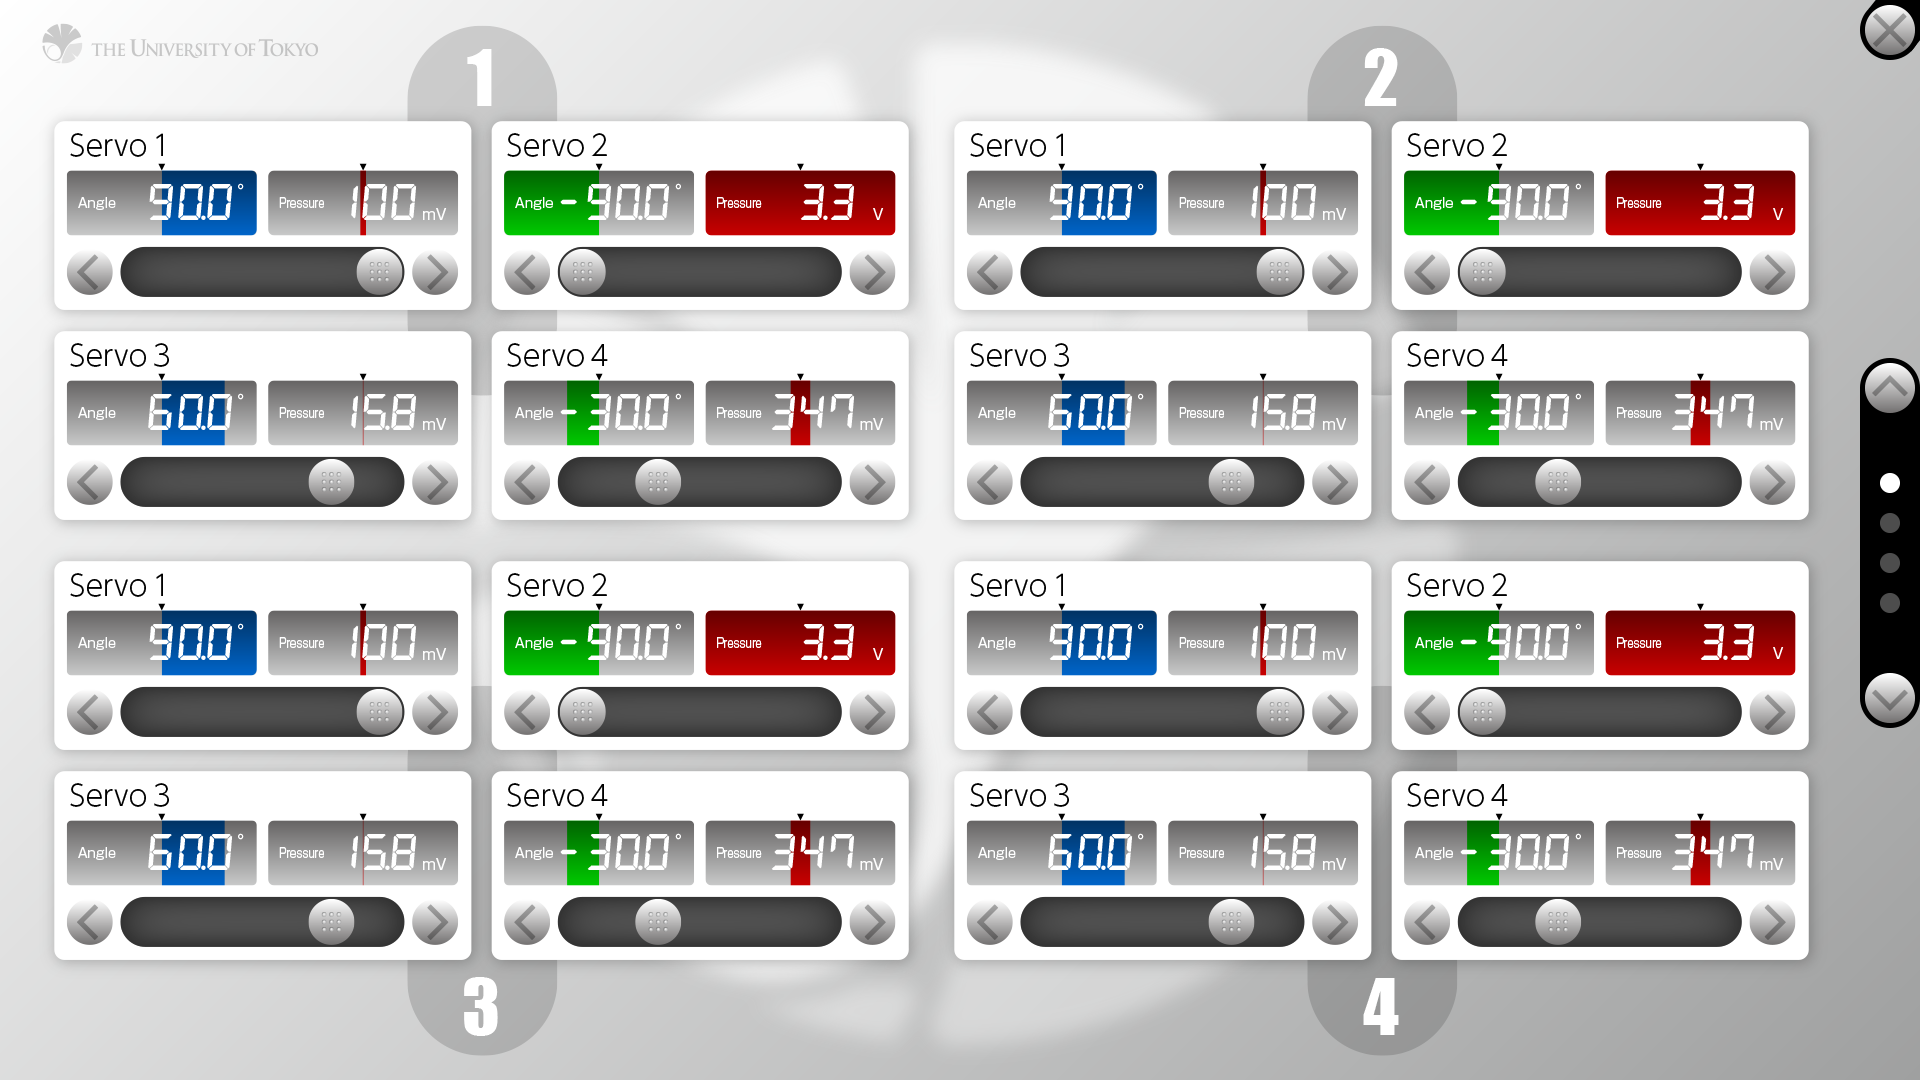 THE UNIVERSITY OF TOKYO
1
2
Servo 1
Angle 90.0°
Pressure 100 mV
Servo 2
Angle -90.0°
Pressure 3.3 V
Servo 1
Angle 90.0°
Pressure 100 mV
Servo 2
Angle -90.0°
Pressure 3.3 V
Servo 3
Angle 60.0°
Pressure 15.8 mV
Servo 4
Angle -30.0°
Pressure 347 mV
Servo 3
Angle 60.0°
Pressure 15.8 mV
Servo 4
Angle -30.0°
Pressure 347 mV
Servo 1
Angle 90.0°
Pressure 100 mV
Servo 2
Angle -90.0°
Pressure 3.3 V
Servo 1
Angle 90.0°
Pressure 100 mV
Servo 2
Angle -90.0°
Pressure 3.3 V
Servo 3
Angle 60.0°
Pressure 15.8 mV
Servo 4
Angle -30.0°
Pressure 347 mV
Servo 3
Angle 60.0°
Pressure 15.8 mV
Servo 4
Angle -30.0°
Pressure 347 mV
3
4